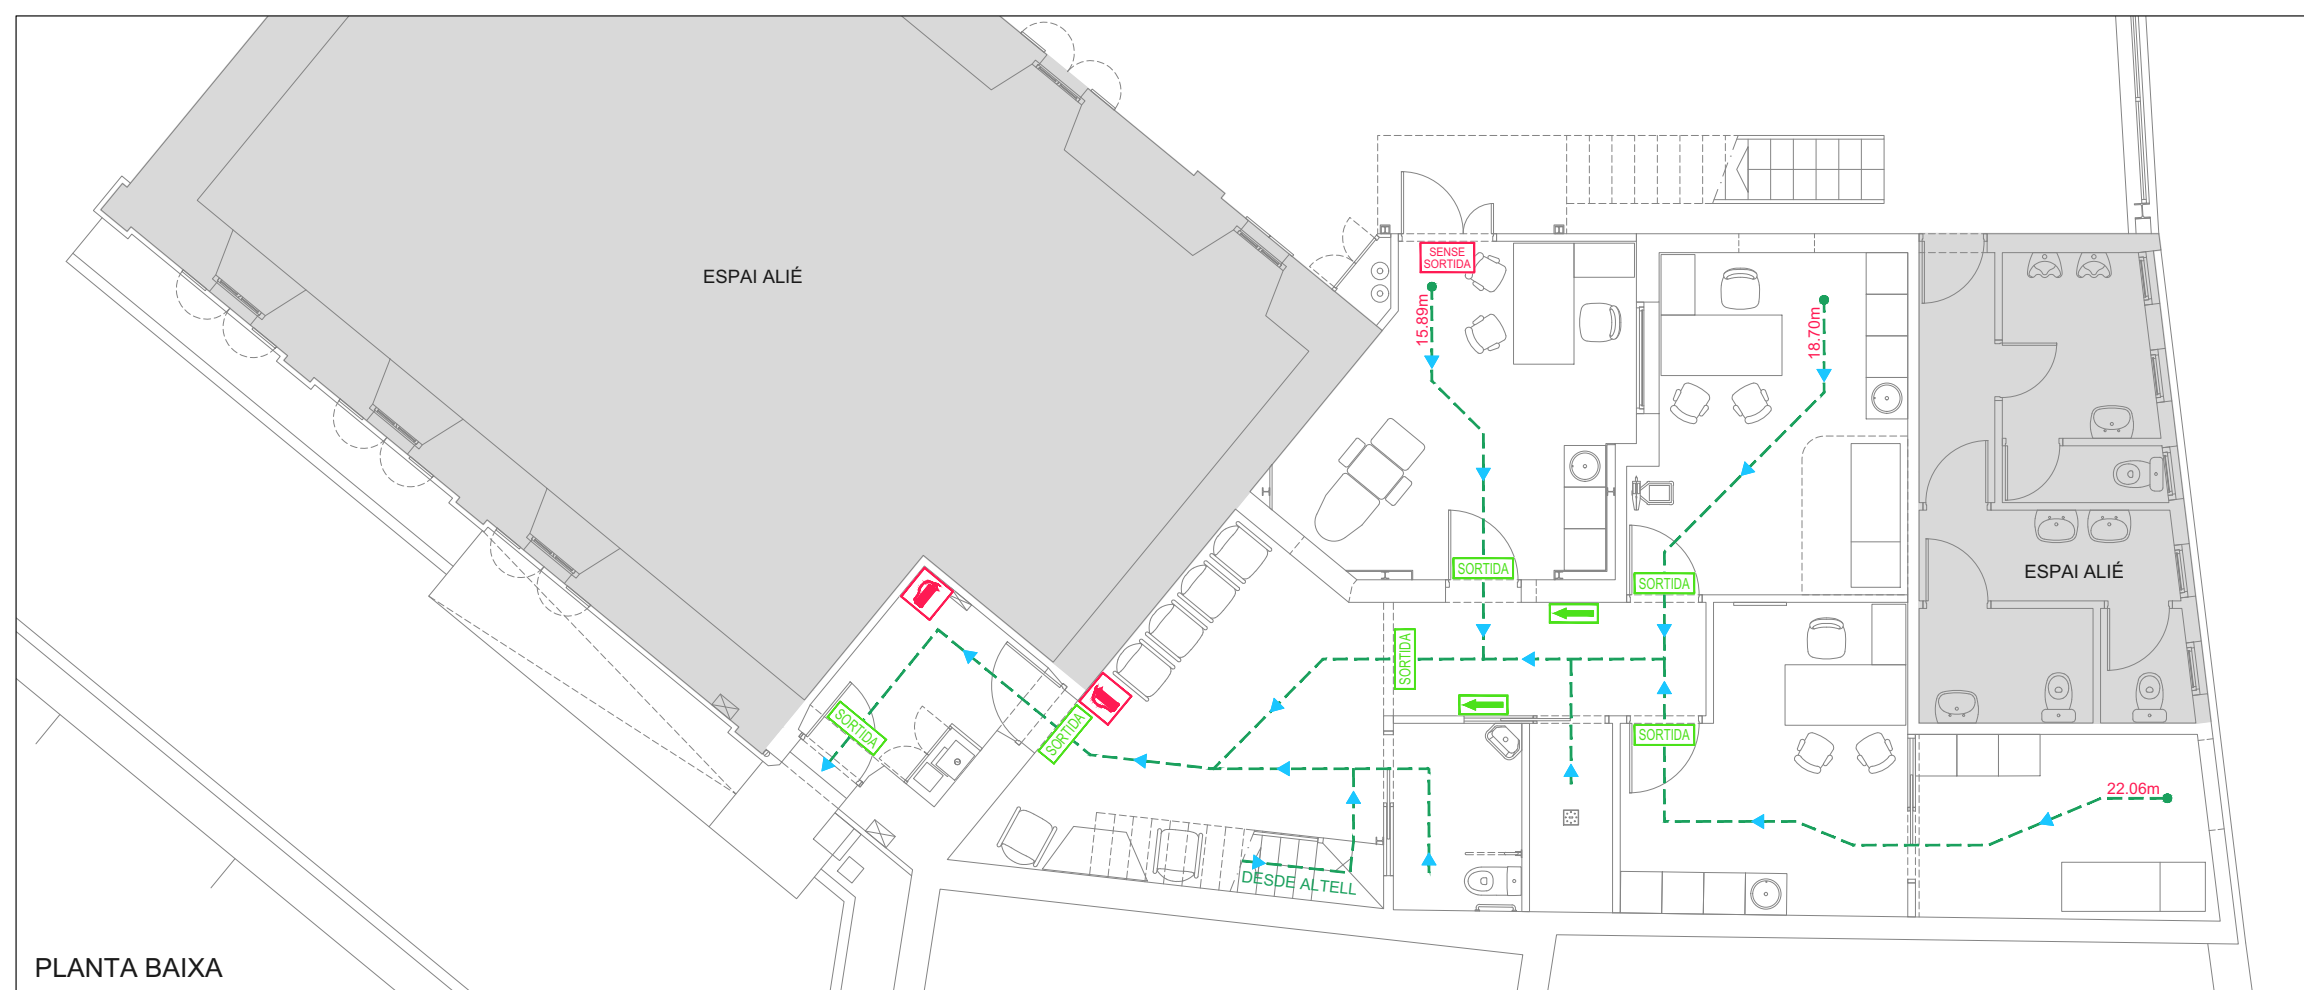 ESPAI ALIÉ
SENSE
SORTIDA
15.89m
18.70m
ESPAI ALIÉ
SORTIDA
SORTIDA
SORTIDA
SORTIDA
SORTIDA
SORTIDA
22.06m
DESDE ALTELL
PLANTA BAIXA